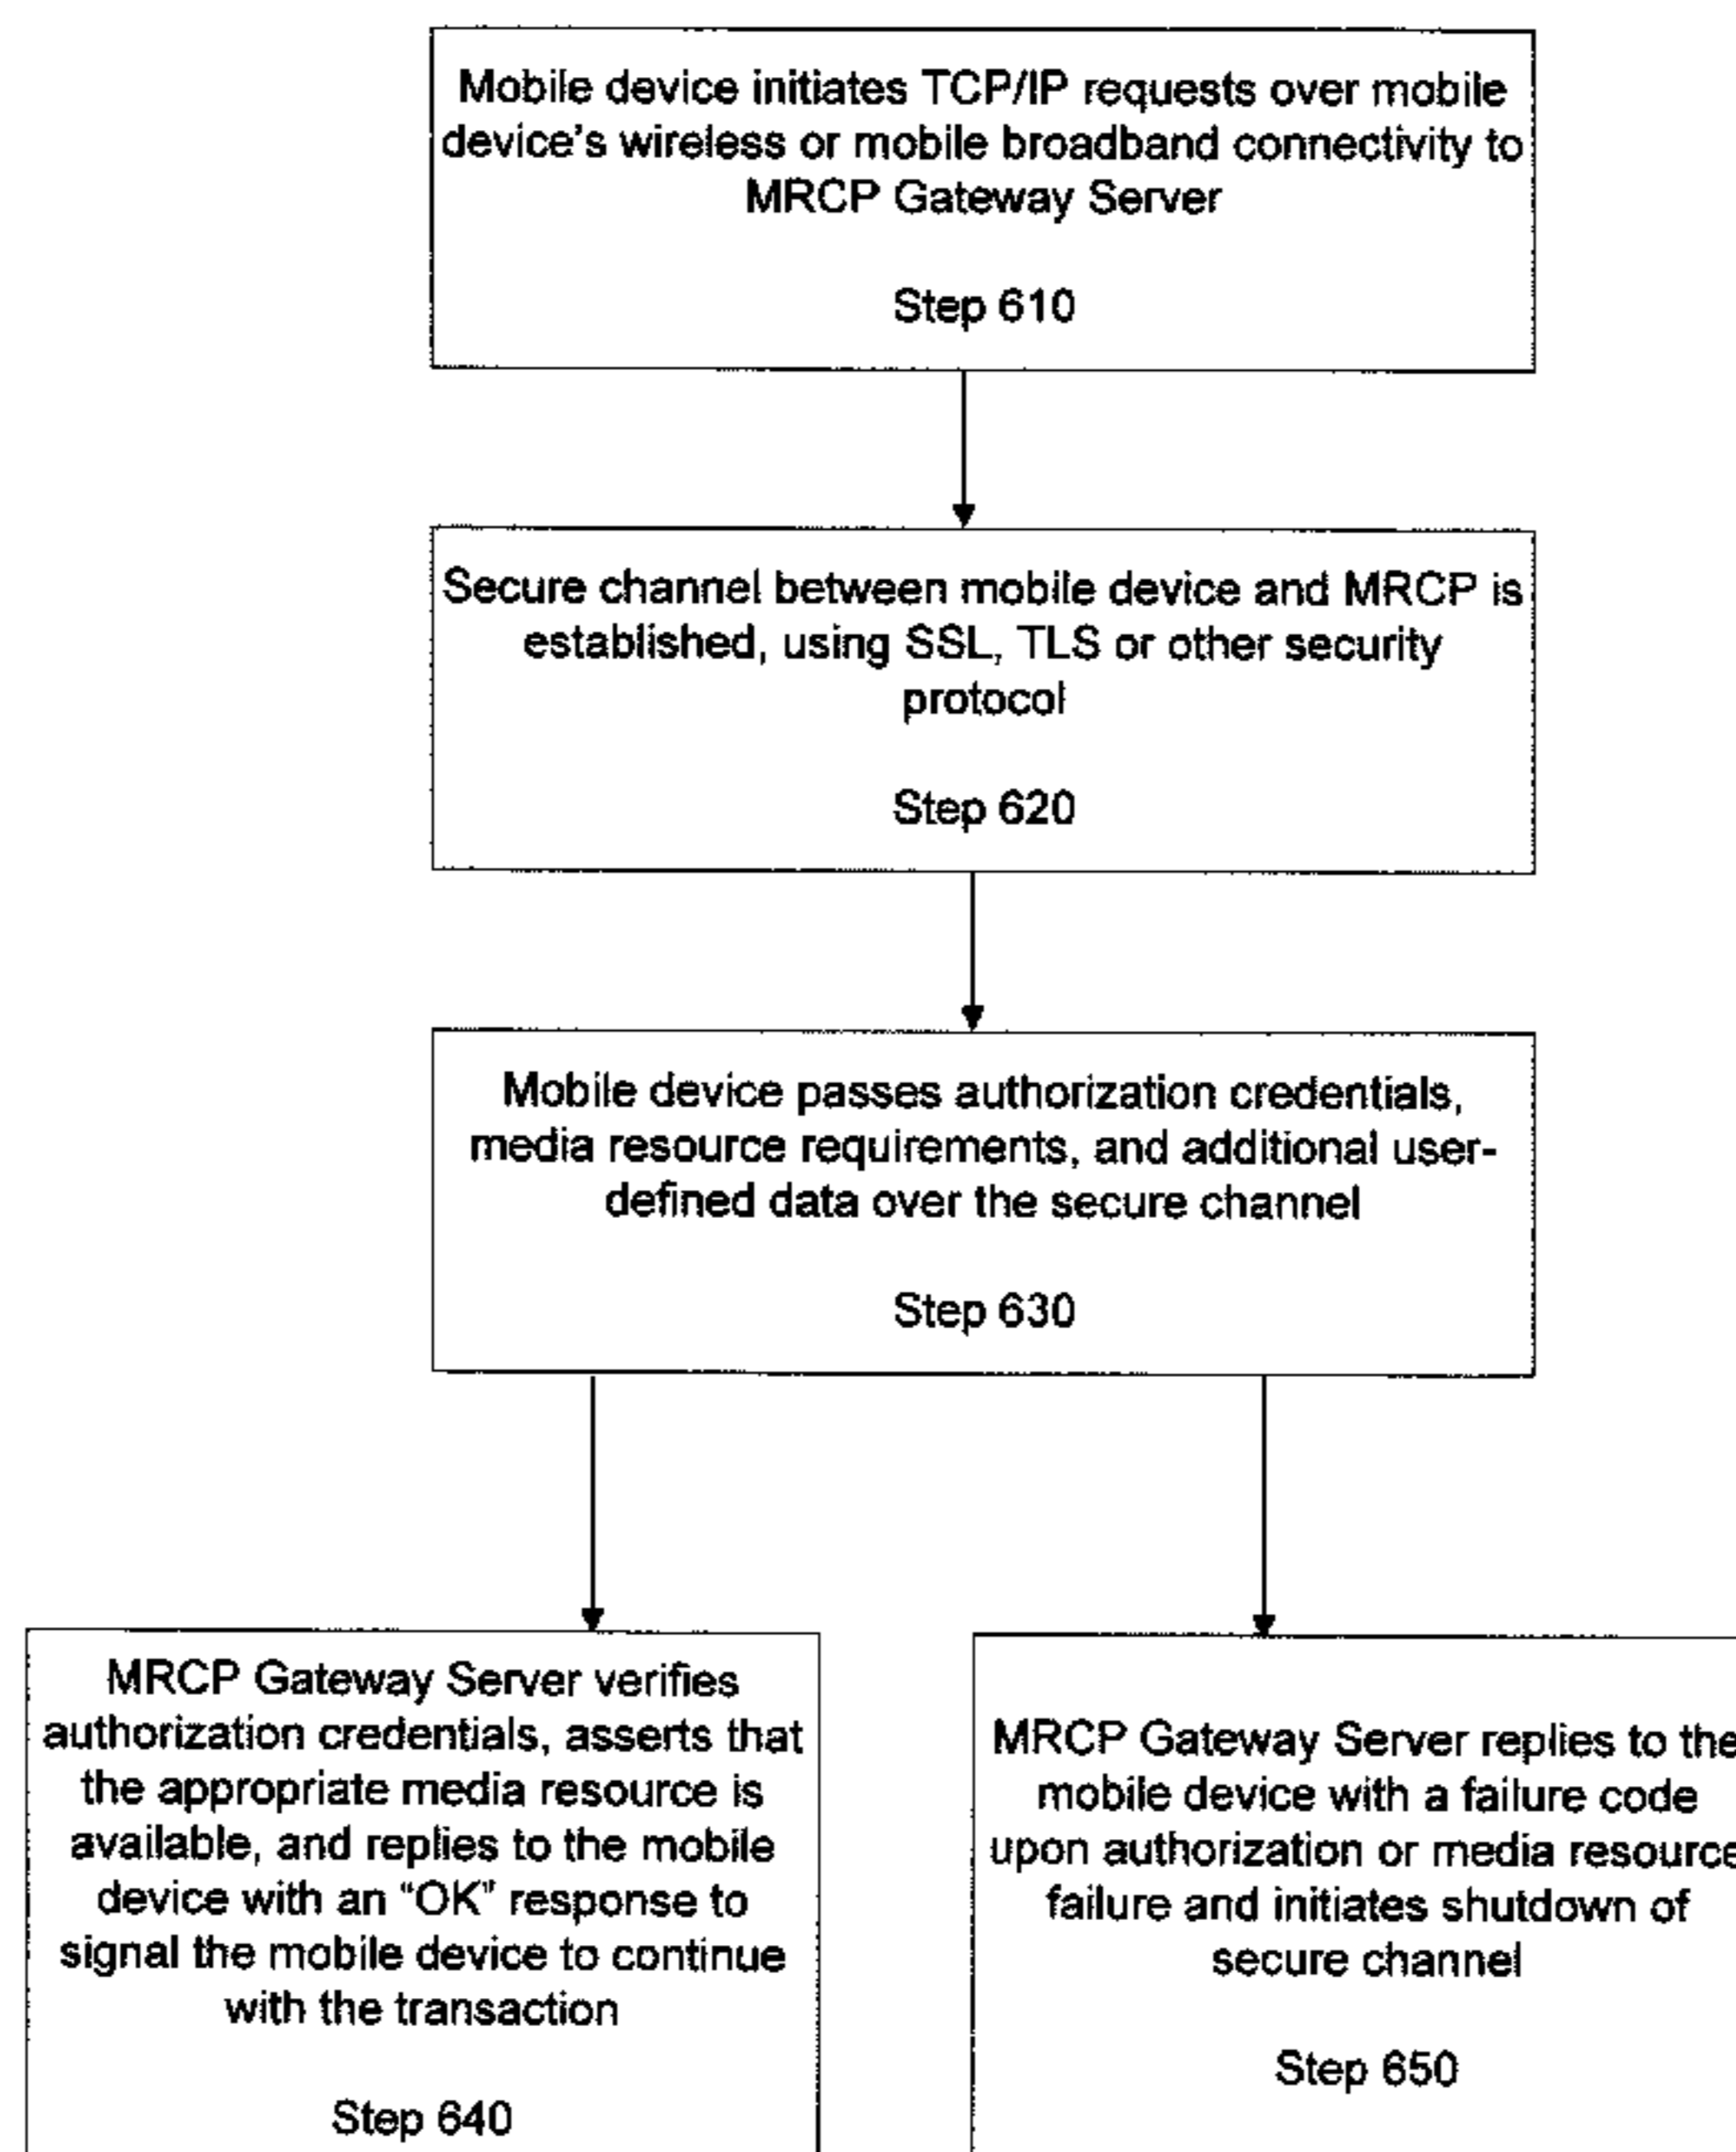 Mobile device initiates TCP/IP requests over mobile
device's wireless or mobile broadband connectivity to
MRCP Gateway Server
Step 610
Secure channel between mobile device and MRCP is
established, using SSL, TLS or other security
protocol
Step 620
Mobile device passes authorization credentials,
media resource requirements, and additional user-
defined data over the secure channel
Step 630
MRCP Gateway Server verifies
authorization credentials, asserts that
the appropriate media resource is
available, and replies to the mobile
device with an “OK” response to
signal the mobile device to continue
with the transaction
Step 640
MRCP Gateway Server replies to the
mobile device with a failure code
upon authorization or media resource
failure and initiates shutdown of
secure channel
Step 650